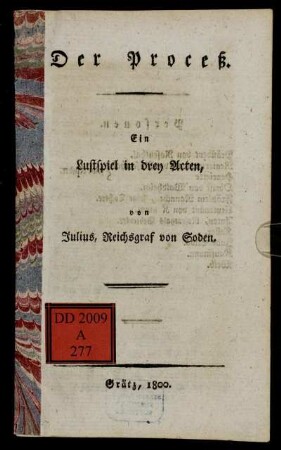 Der Proceß.
Ein
Lustspiel in drey Acten,
von
Julius, Reichsgraf von Soden.
DD 2009
A
277
Grätz, 1800.